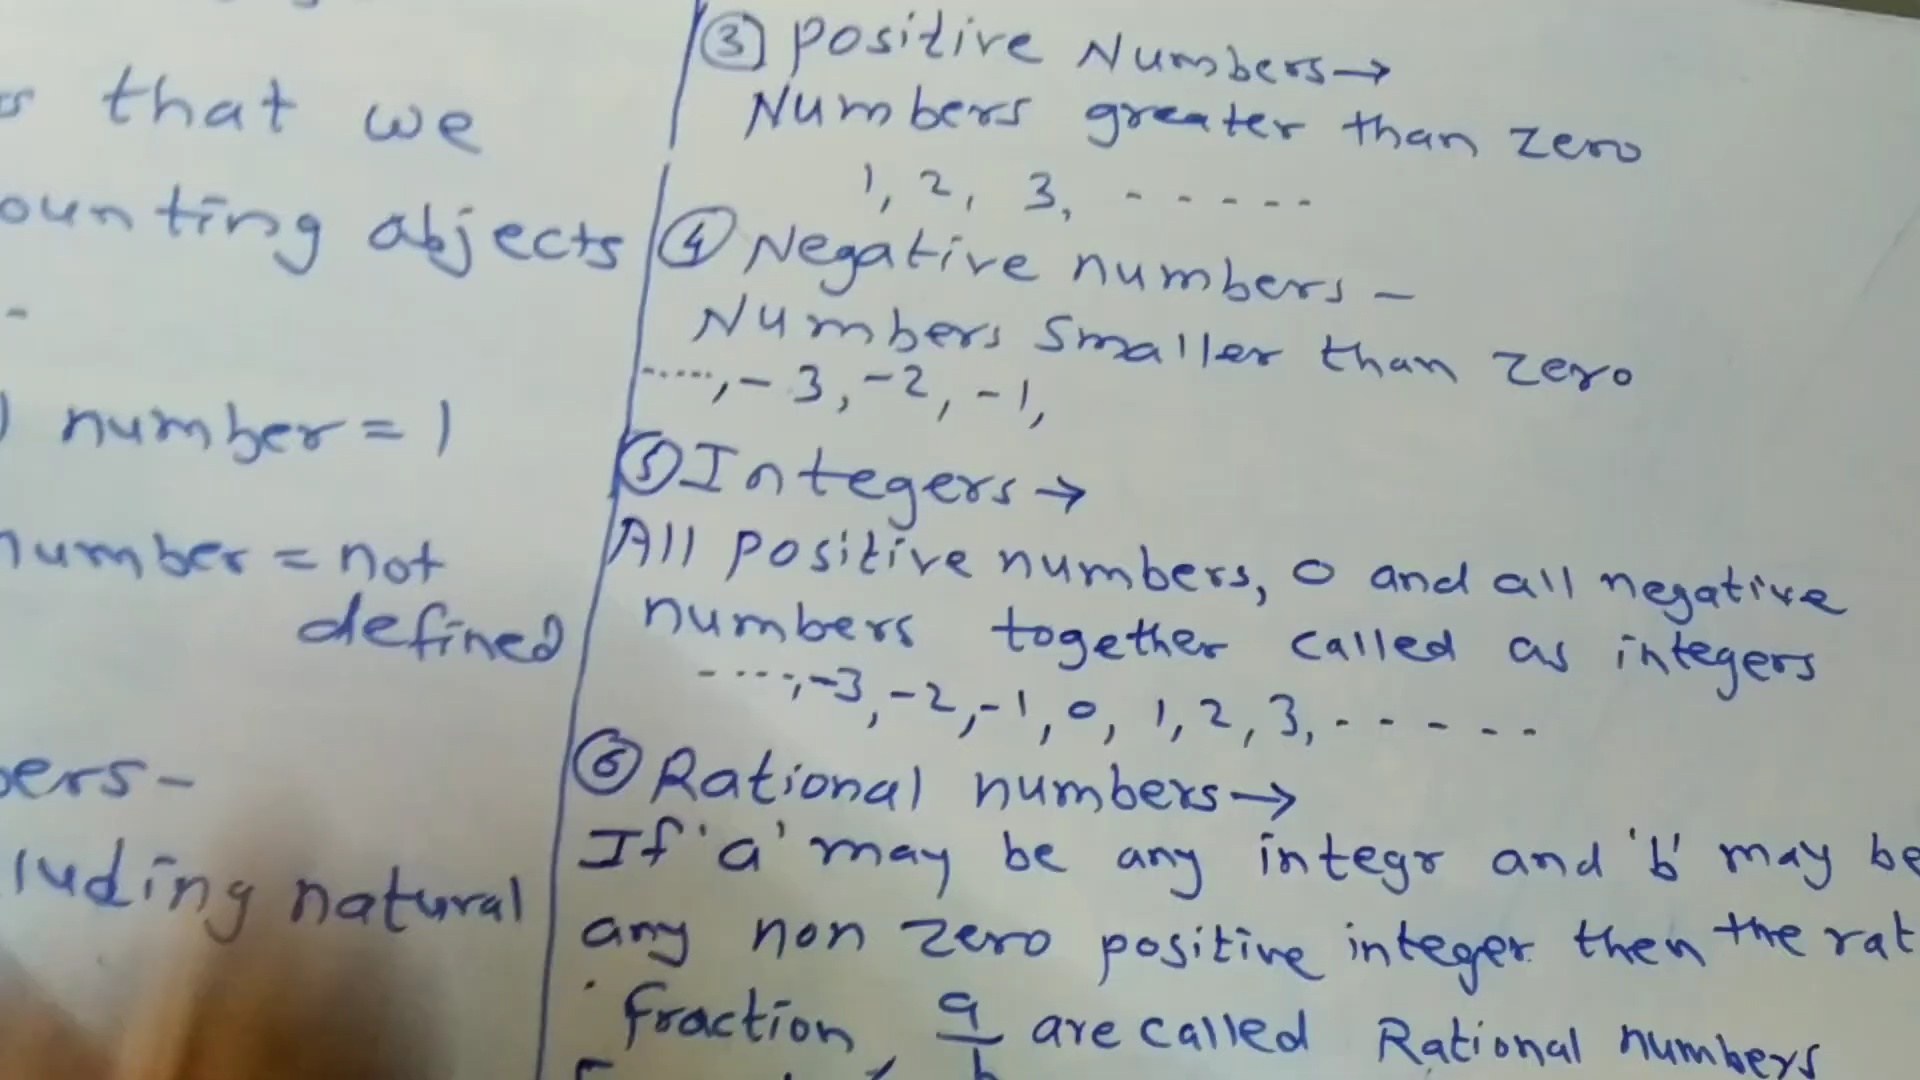 that we
ounting abjects
-
number = 1
number = not
defined
bers -
luding natural
③ Positive Numbers →
Numbers greater than zero
1, 2, 3, - - - - -
④ Negative numbers -
Numbers smaller than zero
....., -3, -2, -1,
⑤ Integers →
All positive numbers, 0 and all negative
numbers together called as integers
- - - -, -3, -2, -1, 0, 1, 2, 3, - - - - -
⑥ Rational numbers →
If 'a' may be any integr and 'b' may be
any non zero positive integer then the rat
fraction a/b are called Rational numbers